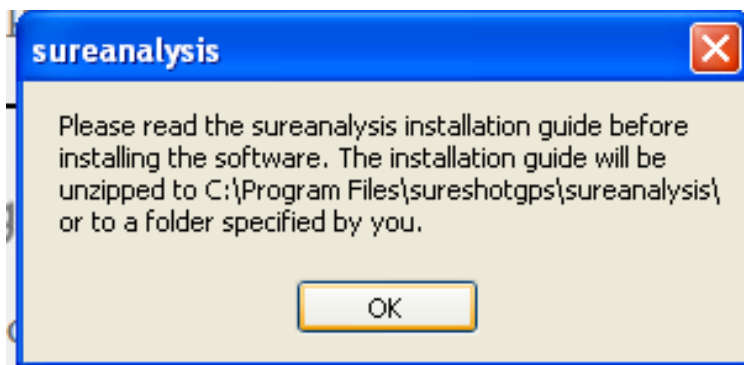 sureanalysis
Please read the sureanalysis installation guide before
installing the software. The installation guide will be
unzipped to C:\Program Files\sureshotgps\sureanalysis\
or to a folder specified by you.
OK